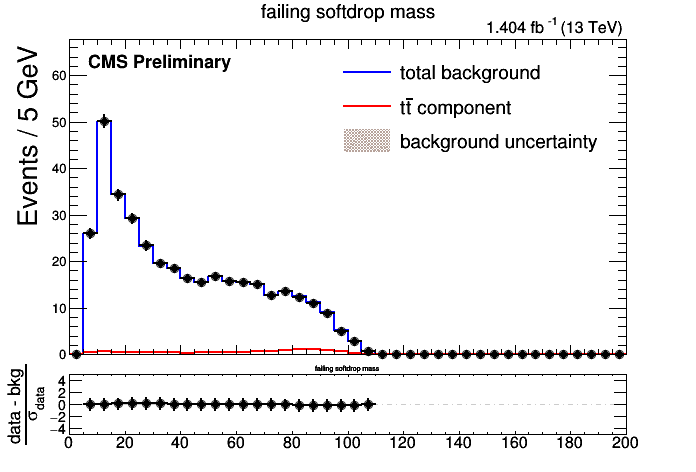 failing softdrop mass
1.404 fb⁻¹ (13 TeV)
CMS Preliminary
total background
tt̅ component
background uncertainty
Events / 5 GeV
60
50
40
30
20
10
0
failing softdrop mass
data - bkg
σ data
4
2
0
−2
−4
0 20 40 60 80 100 120 140 160 180 200